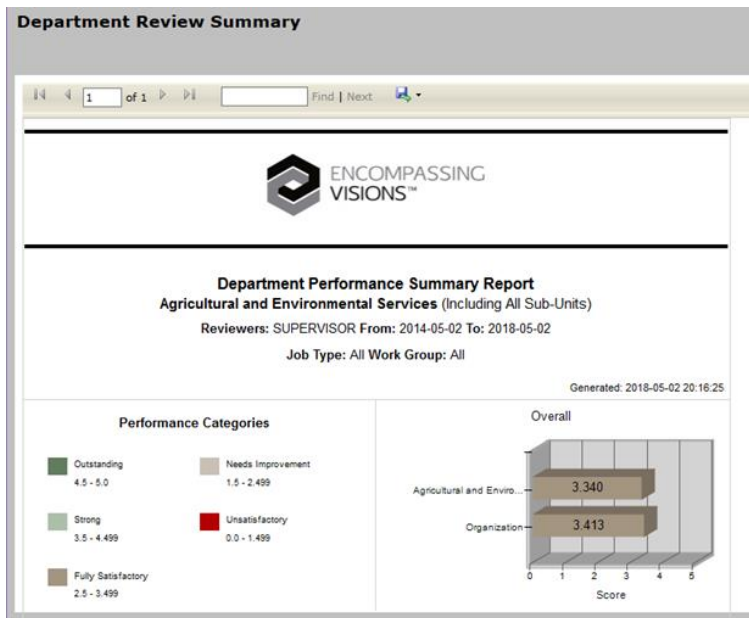 Department Review Summary
1 of 1 Find | Next
ENCOMPASSING
VISIONS™
Department Performance Summary Report
Agricultural and Environmental Services (Including All Sub-Units)
Reviewers: SUPERVISOR From: 2014-05-02 To: 2018-05-02
Job Type: All Work Group: All
Generated: 2018-05-02 20:16:25
Performance Categories
Outstanding
4.5 - 5.0
Needs Improvement
1.5 - 2.499
Strong
3.5 - 4.499
Unsatisfactory
0.0 - 1.499
Fully Satisfactory
2.5 - 3.499
Overall
Agricultural and Enviro... 3.340
Organization 3.413
0 1 2 3 4 5
Score